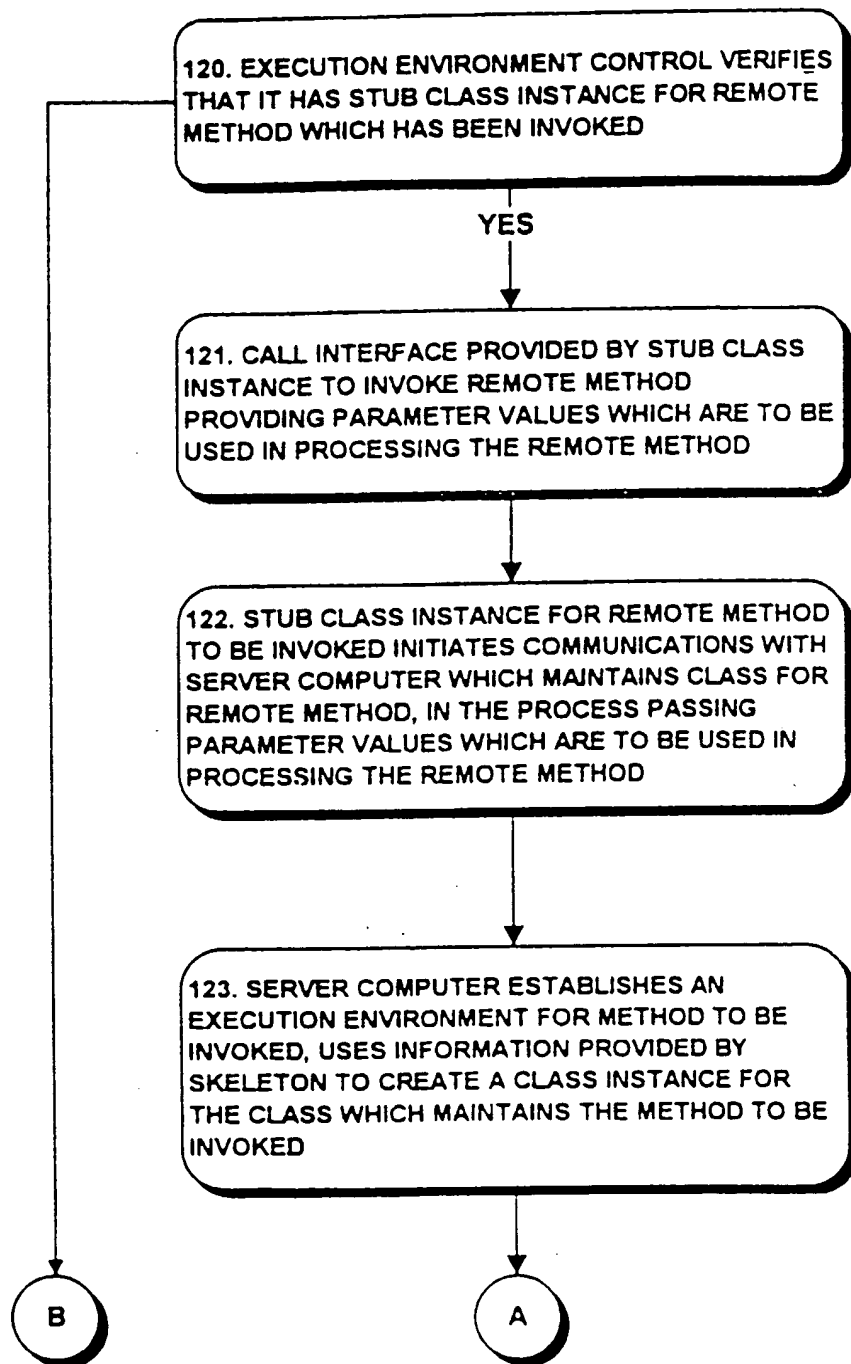 120. EXECUTION ENVIRONMENT CONTROL VERIFIES
THAT IT HAS STUB CLASS INSTANCE FOR REMOTE
METHOD WHICH HAS BEEN INVOKED
YES
121. CALL INTERFACE PROVIDED BY STUB CLASS
INSTANCE TO INVOKE REMOTE METHOD
PROVIDING PARAMETER VALUES WHICH ARE TO BE
USED IN PROCESSING THE REMOTE METHOD
122. STUB CLASS INSTANCE FOR REMOTE METHOD
TO BE INVOKED INITIATES COMMUNICATIONS WITH
SERVER COMPUTER WHICH MAINTAINS CLASS FOR
REMOTE METHOD, IN THE PROCESS PASSING
PARAMETER VALUES WHICH ARE TO BE USED IN
PROCESSING THE REMOTE METHOD
123. SERVER COMPUTER ESTABLISHES AN
EXECUTION ENVIRONMENT FOR METHOD TO BE
INVOKED, USES INFORMATION PROVIDED BY
SKELETON TO CREATE A CLASS INSTANCE FOR
THE CLASS WHICH MAINTAINS THE METHOD TO BE
INVOKED
B
A